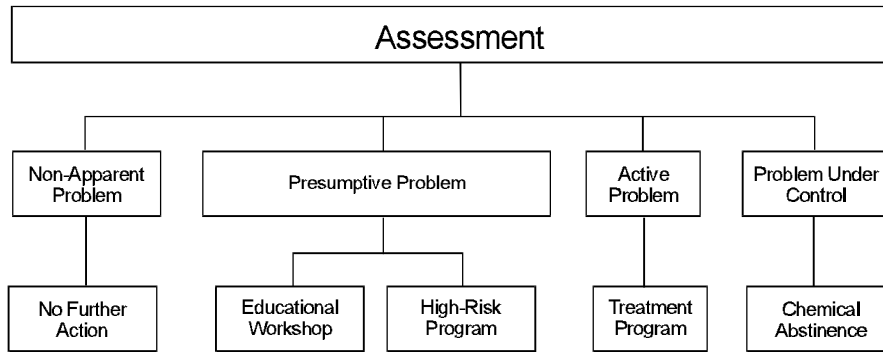 Assessment
Non-Apparent
Problem
Presumptive Problem
Active
Problem
Problem Under
Control
No Further
Action
Educational
Workshop
High-Risk
Program
Treatment
Program
Chemical
Abstinence